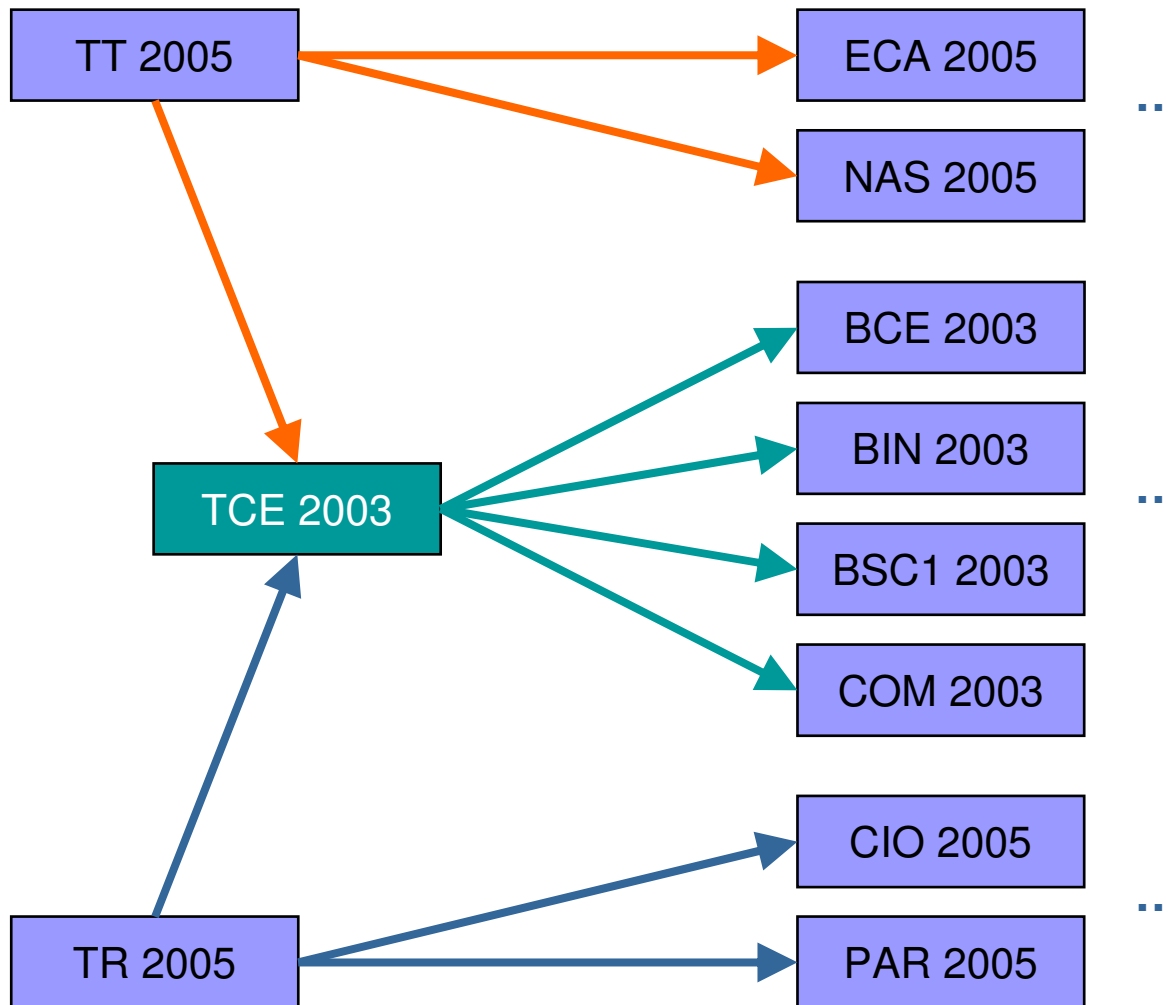 TT 2005
ECA 2005
..
NAS 2005
BCE 2003
BIN 2003
TCE 2003
..
BSC1 2003
COM 2003
CIO 2005
..
TR 2005
PAR 2005